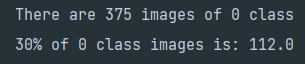 There are 375 images of 0 class
30% of 0 class images is: 112.0